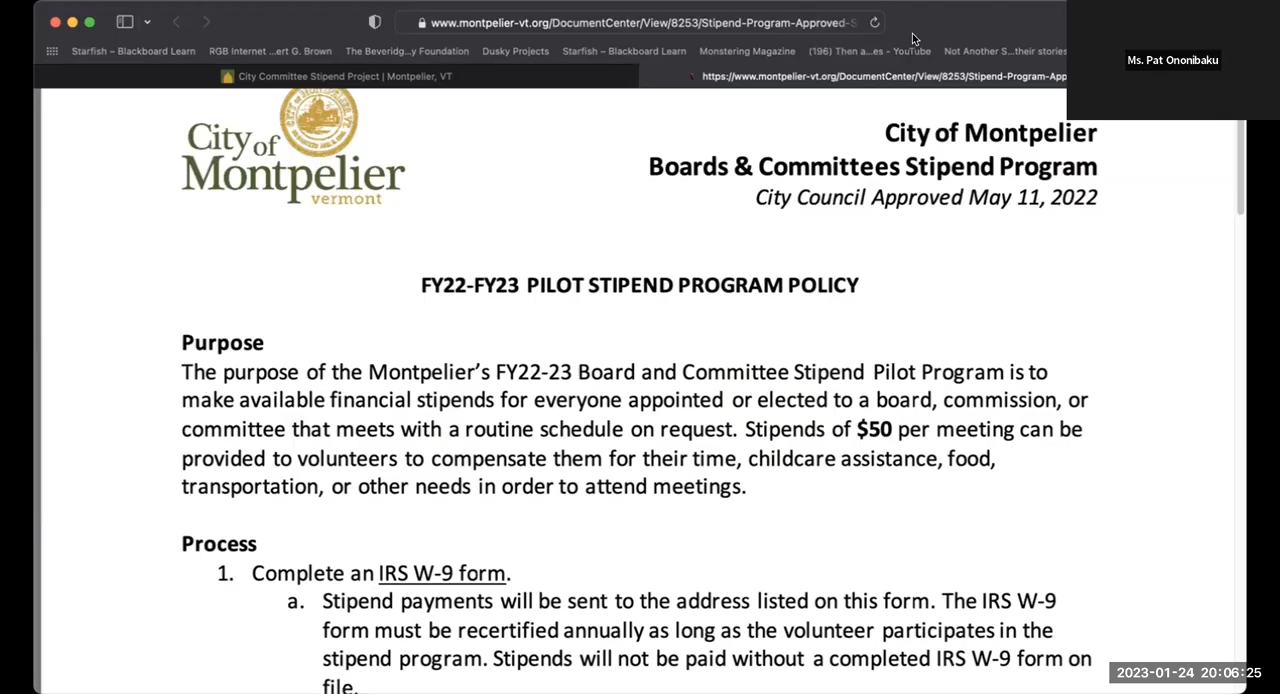 www.montpelier-vt.org/DocumentCenter/View/8253/Stipend-Program-Approved-S
Starfish – Blackboard Learn RGB Internet ...ert G. Brown The Beveridg...y Foundation Dusky Projects Starfish – Blackboard Learn Monstering Magazine (196) Then a...es - YouTube Not Another S...their stories
City Committee Stipend Project | Montpelier, VT https://www.montpelier-vt.org/DocumentCenter/View/8253/Stipend-Program-App
Ms. Pat Ononibaku
City of
Montpelier
vermont
City of Montpelier
Boards & Committees Stipend Program
City Council Approved May 11, 2022
FY22-FY23 PILOT STIPEND PROGRAM POLICY
Purpose
The purpose of the Montpelier’s FY22-23 Board and Committee Stipend Pilot Program is to
make available financial stipends for everyone appointed or elected to a board, commission, or
committee that meets with a routine schedule on request. Stipends of $50 per meeting can be
provided to volunteers to compensate them for their time, childcare assistance, food,
transportation, or other needs in order to attend meetings.
Process
1. Complete an IRS W-9 form.
a. Stipend payments will be sent to the address listed on this form. The IRS W-9
form must be recertified annually as long as the volunteer participates in the
stipend program. Stipends will not be paid without a completed IRS W-9 form on
file.
2023-01-24 20:06:25